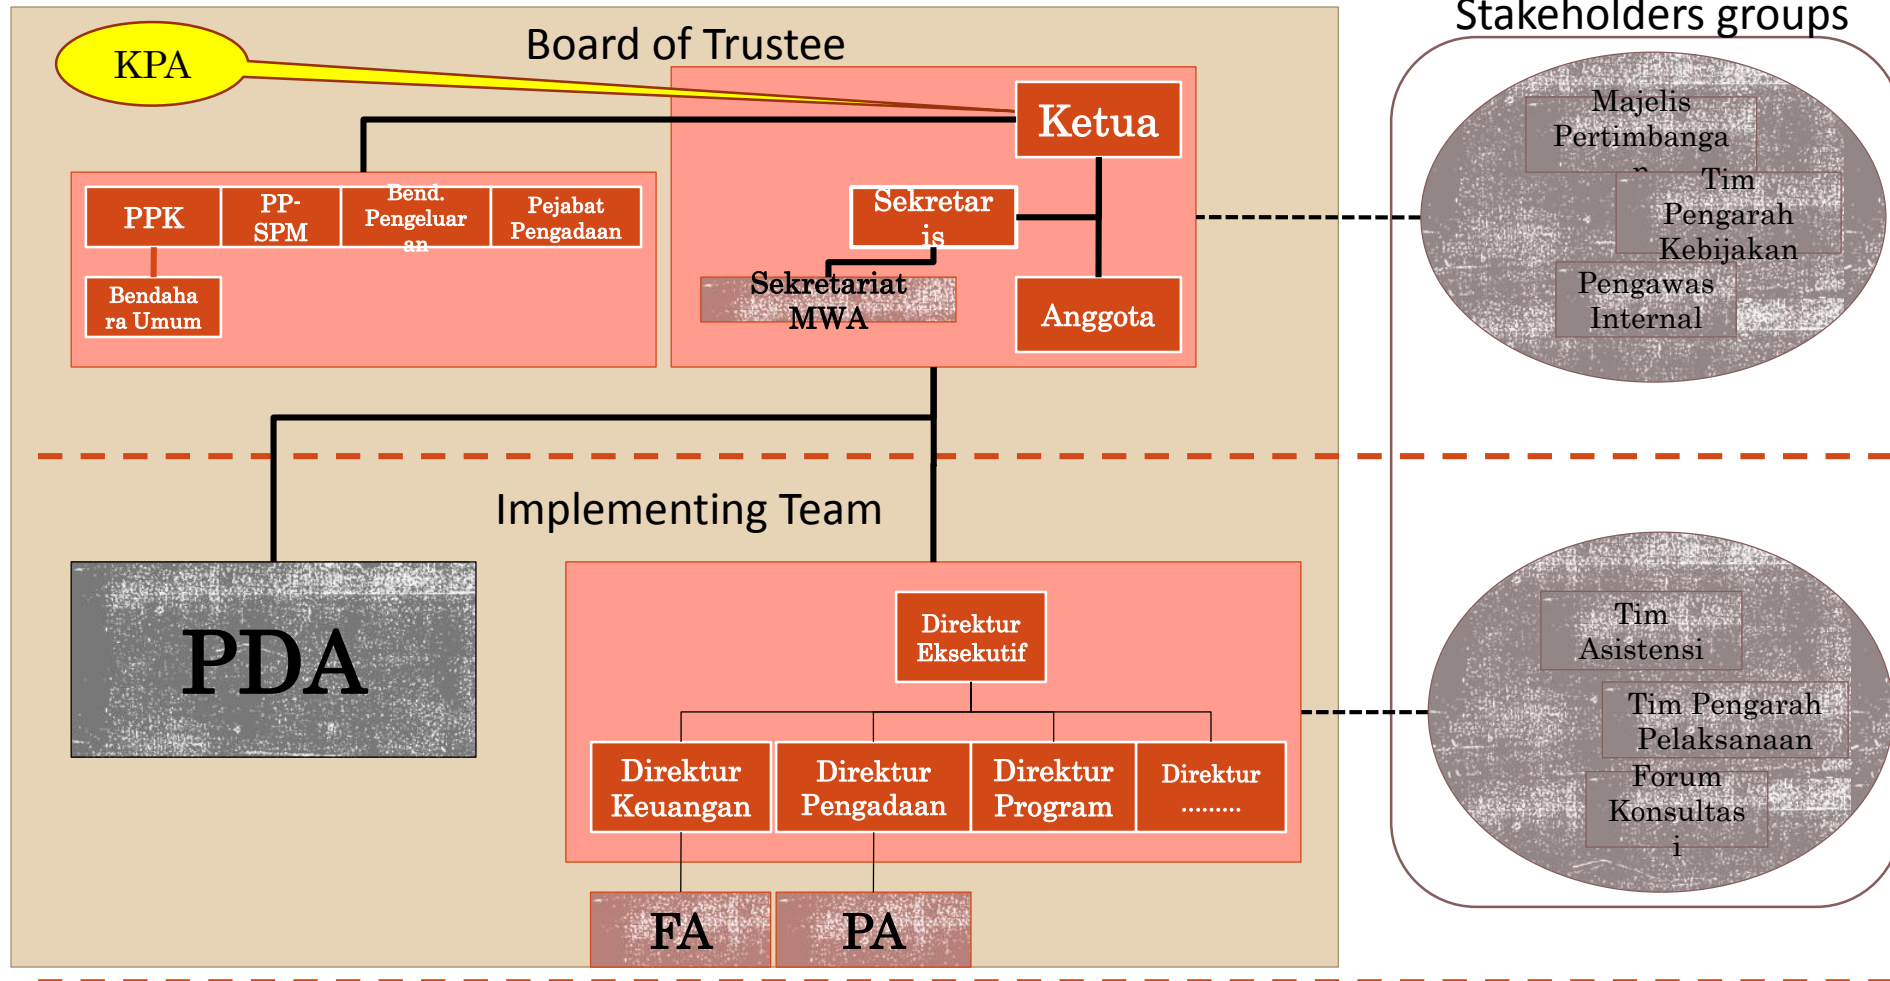 Stakeholders groups
Board of Trustee
KPA
Ketua
PPK
PP-
SPM
Bend.
Pengeluar
an
Pejabat
Pengadaan
Bendaha
ra Umum
Sekretar
is
Sekretariat
MWA
Anggota
Majelis
Pertimbanga
n
Tim
Pengarah
Kebijakan
Pengawas
Internal
Implementing Team
PDA
Direktur
Eksekutif
Direktur
Keuangan
Direktur
Pengadaan
Direktur
Program
Direktur
.........
FA
PA
Tim
Asistensi
Tim Pengarah
Pelaksanaan
Forum
Konsultas
i